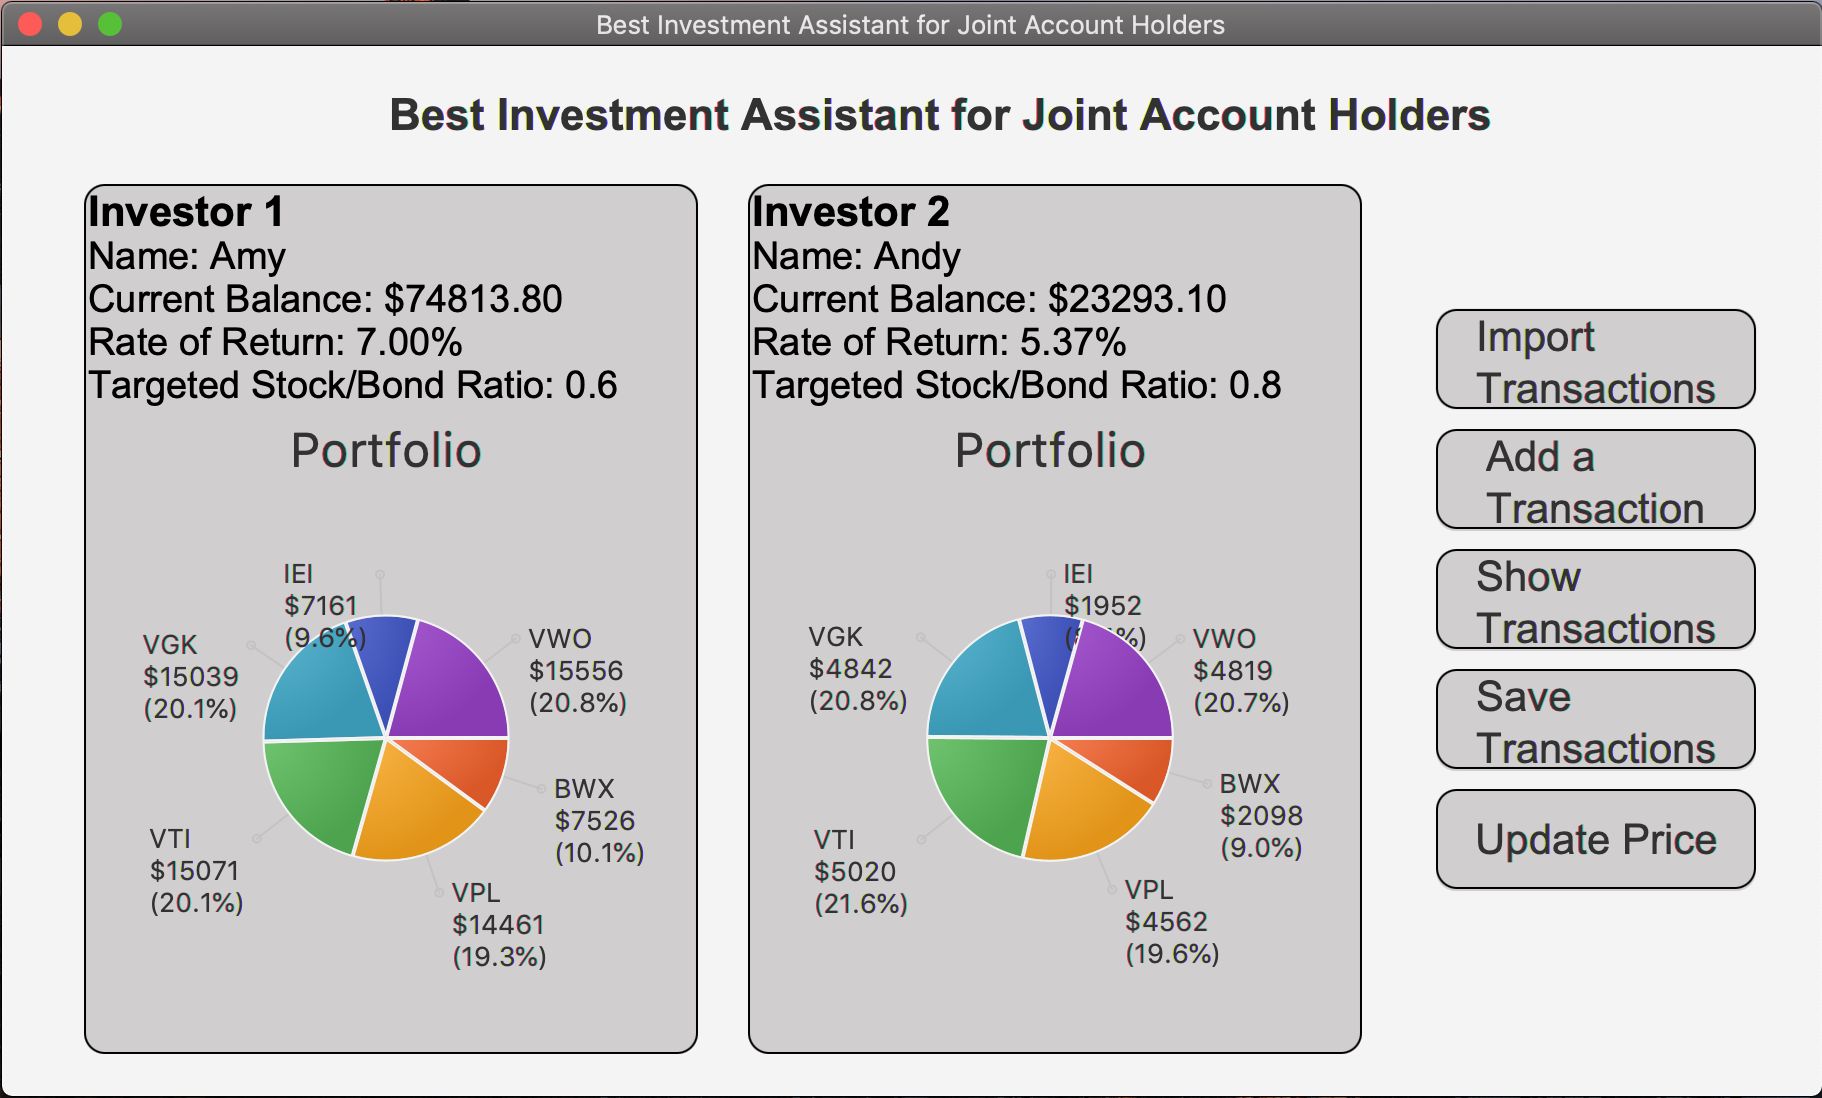 Best Investment Assistant for Joint Account Holders
Best Investment Assistant for Joint Account Holders
Investor 1
Name: Amy
Current Balance: $74813.80
Rate of Return: 7.00%
Targeted Stock/Bond Ratio: 0.6
Portfolio
IEI
$7161
(9.6%)
VWO
$15556
(20.8%)
BWX
$7526
(10.1%)
VPL
$14461
(19.3%)
VTI
$15071
(20.1%)
VGK
$15039
(20.1%)
Investor 2
Name: Andy
Current Balance: $23293.10
Rate of Return: 5.37%
Targeted Stock/Bond Ratio: 0.8
Portfolio
IEI
$1952
VWO
$4819
(20.7%)
BWX
$2098
(9.0%)
VPL
$4562
(19.6%)
VTI
$5020
(21.6%)
VGK
$4842
(20.8%)
Import
Transactions
Add a
Transaction
Show
Transactions
Save
Transactions
Update Price